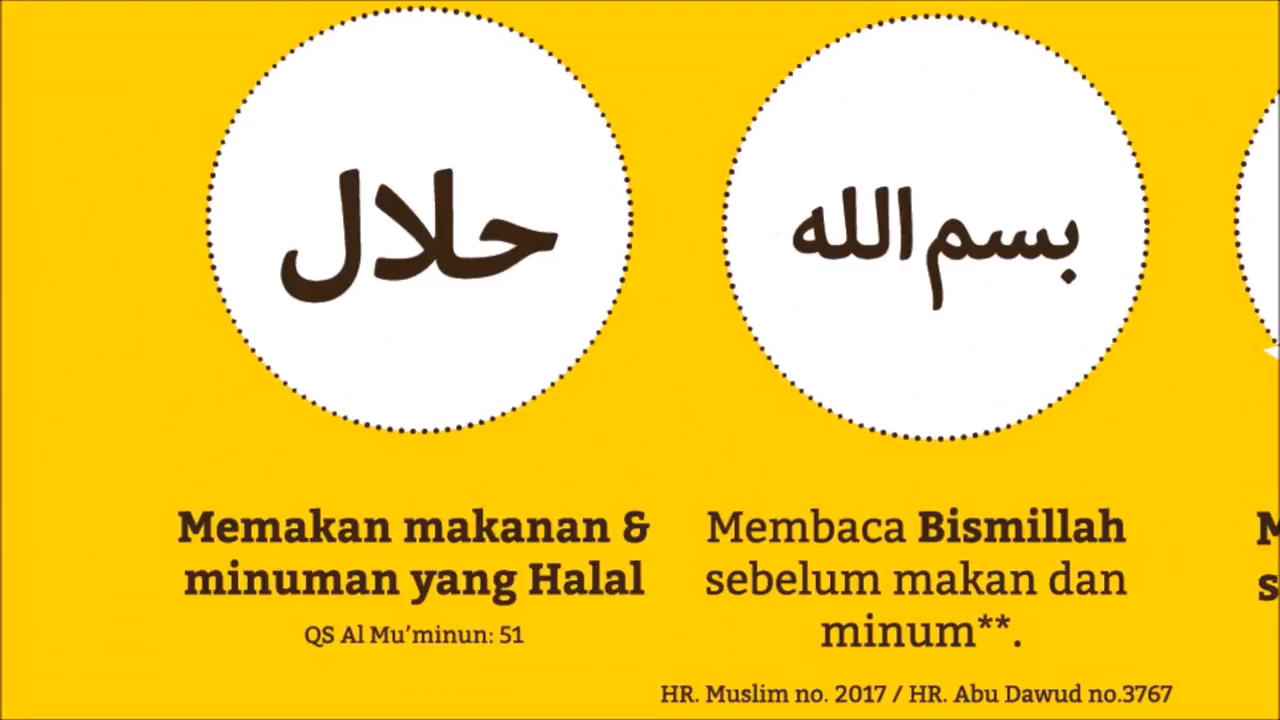 حلال
بسم الله
Memakan makanan &
minuman yang Halal
QS Al Mu’minun: 51
Membaca Bismillah
sebelum makan dan
minum**.
HR. Muslim no. 2017 / HR. Abu Dawud no.3767